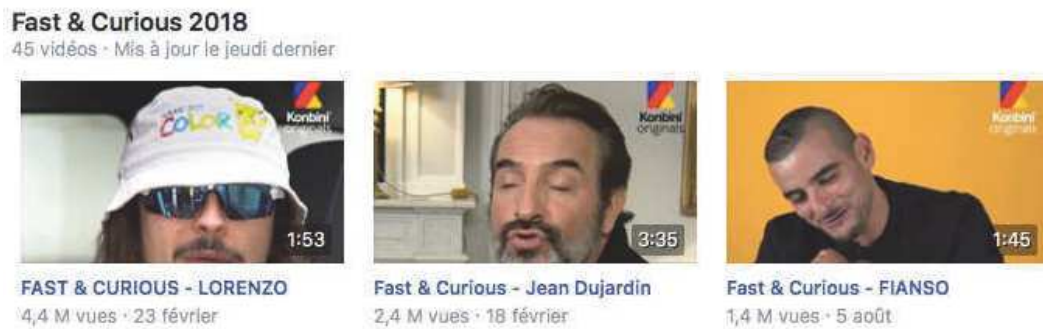 Fast & Curious 2018
45 vidéos · Mis à jour le jeudi dernier
COLOR
Konbini
originals
1:53
Konbini
originals
3:35
Konbini
originals
1:45
FAST & CURIOUS - LORENZO
4,4 M vues · 23 février
Fast & Curious - Jean Dujardin
2,4 M vues · 18 février
Fast & Curious - FIANSO
1,4 M vues · 5 août